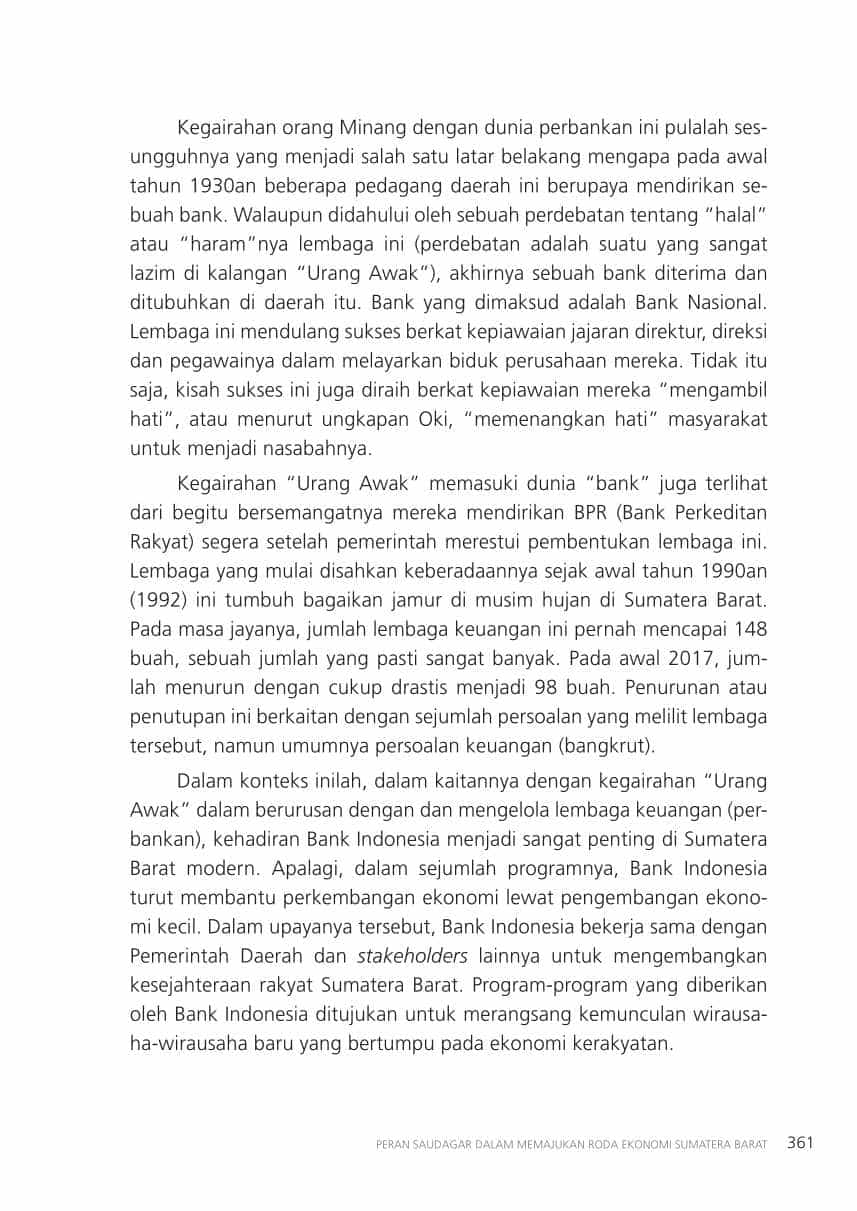 Kegairahan orang Minang dengan dunia perbankan ini pulalah ses-
ungguhnya yang menjadi salah satu latar belakang mengapa pada awal
tahun 1930an beberapa pedagang daerah ini berupaya mendirikan se-
buah bank. Walaupun didahului oleh sebuah perdebatan tentang “halal”
atau “haram”nya lembaga ini (perdebatan adalah suatu yang sangat
lazim di kalangan “Urang Awak”), akhirnya sebuah bank diterima dan
ditubuhkan di daerah itu. Bank yang dimaksud adalah Bank Nasional.
Lembaga ini mendulang sukses berkat kepiawaian jajaran direktur, direksi
dan pegawainya dalam melayarkan biduk perusahaan mereka. Tidak itu
saja, kisah sukses ini juga diraih berkat kepiawaian mereka “mengambil
hati”, atau menurut ungkapan Oki, “memenangkan hati” masyarakat
untuk menjadi nasabahnya.
Kegairahan “Urang Awak” memasuki dunia “bank” juga terlihat
dari begitu bersemangatnya mereka mendirikan BPR (Bank Perkeditan
Rakyat) segera setelah pemerintah merestui pembentukan lembaga ini.
Lembaga yang mulai disahkan keberadaannya sejak awal tahun 1990an
(1992) ini tumbuh bagaikan jamur di musim hujan di Sumatera Barat.
Pada masa jayanya, jumlah lembaga keuangan ini pernah mencapai 148
buah, sebuah jumlah yang pasti sangat banyak. Pada awal 2017, jum-
lah menurun dengan cukup drastis menjadi 98 buah. Penurunan atau
penutupan ini berkaitan dengan sejumlah persoalan yang melilit lembaga
tersebut, namun umumnya persoalan keuangan (bangkrut).
Dalam konteks inilah, dalam kaitannya dengan kegairahan “Urang
Awak” dalam berurusan dengan dan mengelola lembaga keuangan (per-
bankan), kehadiran Bank Indonesia menjadi sangat penting di Sumatera
Barat modern. Apalagi, dalam sejumlah programnya, Bank Indonesia
turut membantu perkembangan ekonomi lewat pengembangan ekono-
mi kecil. Dalam upayanya tersebut, Bank Indonesia bekerja sama dengan
Pemerintah Daerah dan stakeholders lainnya untuk mengembangkan
kesejahteraan rakyat Sumatera Barat. Program-program yang diberikan
oleh Bank Indonesia ditujukan untuk merangsang kemunculan wirausa-
ha-wirausaha baru yang bertumpu pada ekonomi kerakyatan.
PERAN SAUDAGAR DALAM MEMAJUKAN RODA EKONOMI SUMATERA BARAT 361